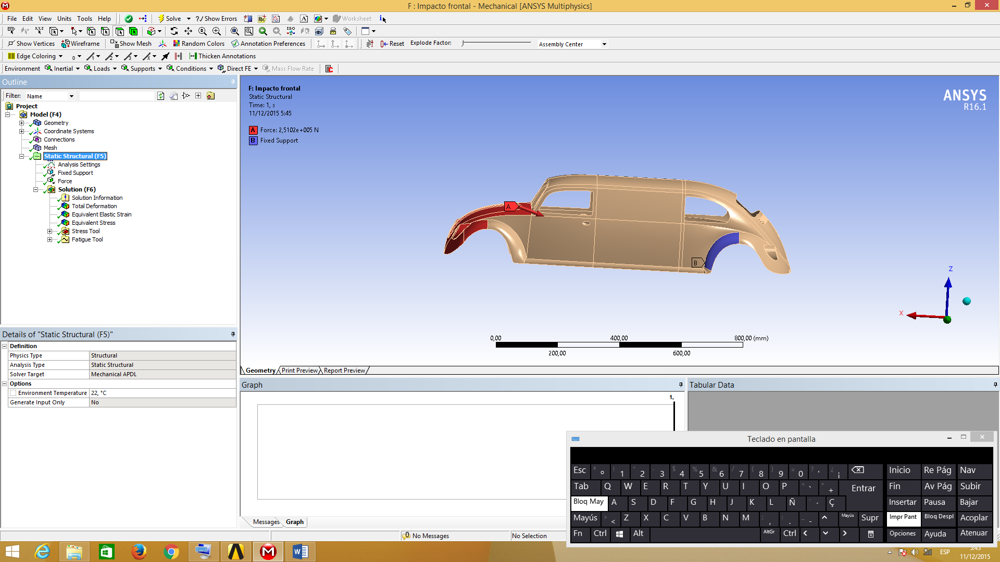 F : Impacto frontal - Mechanical [ANSYS Multiphysics]
File Edit View Units Tools Help Solve ?/ Show Errors Worksheet
Show Vertices Wireframe Show Mesh Random Colors Annotation Preferences Reset Explode Factor: Assembly Center
Edge Coloring Thicken Annotations
Environment Inertial Loads Supports Conditions Direct FE Mass Flow Rate
Outline
Filter: Name
Project
Model (F4)
Geometry
Coordinate Systems
Connections
Mesh
Static Structural (F5)
Analysis Settings
Fixed Support
Force
Solution (F6)
Solution Information
Total Deformation
Equivalent Elastic Strain
Equivalent Stress
Stress Tool
Fatigue Tool
Details of "Static Structural (F5)"
Definition
Physics Type Structural
Analysis Type Static Structural
Solver Target Mechanical APDL
Options
Environment Temperature 22, °C
Generate Input Only No
F: Impacto frontal
Static Structural
Time: 1, s
11/12/2015 5:45
A Force: 2,5102e+005 N
B Fixed Support
ANSYS
R16.1
A
B
Z
X
0,00 400,00 800,00 (mm)
200,00 600,00
Geometry Print Preview Report Preview
Graph
1,
Tabular Data
Messages Graph
No Messages No Selection
Teclado en pantalla
Esc ª º ! 1 " 2 · 3 $ 4 % 5 & 6 / 7 ( 8 ) 9 = 0 ? ' ¿ ¡ Inicio Re Pág Nav
Tab Q W E R T Y U I O P ^ ` * + Entrar Fin Av Pág Subir
Bloq May A S D F G H J K L Ñ ¨ ´ Ç Insertar Pausa Bajar
Mayús > < Z X C V B N M ; , : . _ - ^ Mayús Supr Impr Pant Bloq Despl Acoplar
Fn Ctrl Alt AltGr Ctrl Opciones Ayuda Atenuar
ESP
5:45
11/12/2015